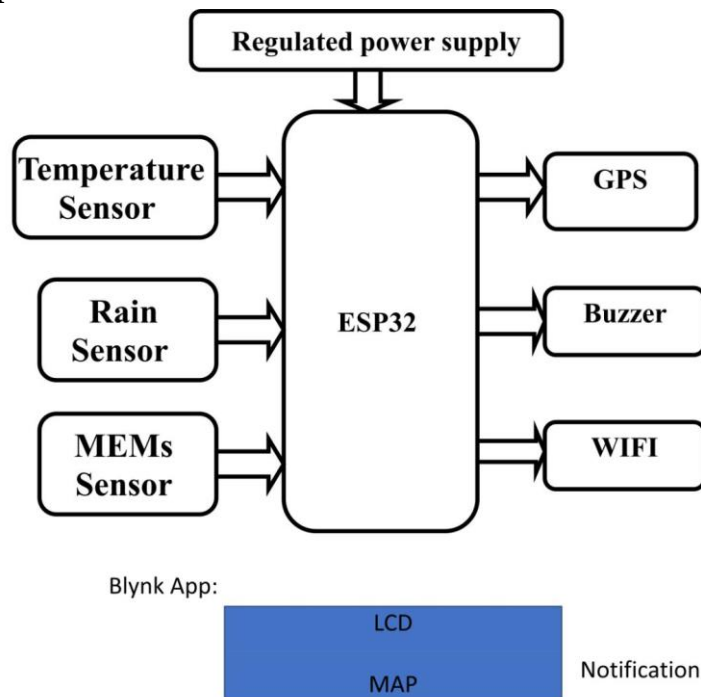 Regulated power supply
Temperature
Sensor
GPS
Rain
Sensor
ESP32
Buzzer
MEMs
Sensor
WIFI
Blynk App:
LCD
MAP
Notification